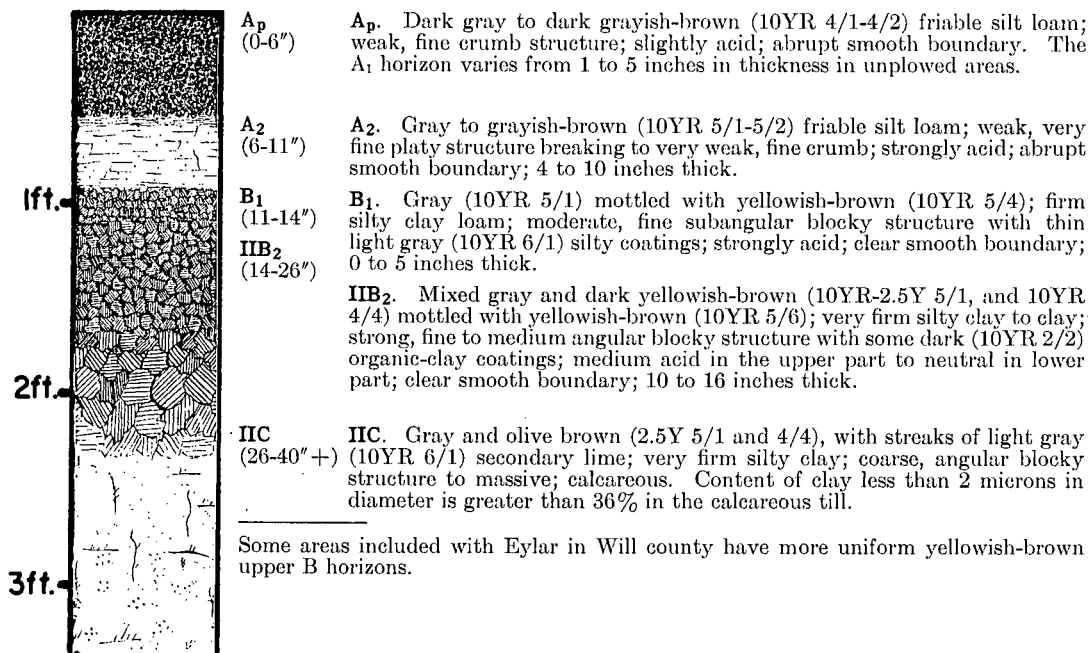 A_p
(0-6")
A_p. Dark gray to dark grayish-brown (10YR 4/1-4/2) friable silt loam;
weak, fine crumb structure; slightly acid; abrupt smooth boundary. The
A_1 horizon varies from 1 to 5 inches in thickness in unplowed areas.
A_2
(6-11")
A_2. Gray to grayish-brown (10YR 5/1-5/2) friable silt loam; weak, very
fine platy structure breaking to very weak, fine crumb; strongly acid; abrupt
smooth boundary; 4 to 10 inches thick.
1ft.
B_1
(11-14")
B_1. Gray (10YR 5/1) mottled with yellowish-brown (10YR 5/4); firm
silty clay loam; moderate, fine subangular blocky structure with thin
light gray (10YR 6/1) silty coatings; strongly acid; clear smooth boundary;
0 to 5 inches thick.
IIB_2
(14-26")
IIB_2. Mixed gray and dark yellowish-brown (10YR-2.5Y 5/1, and 10YR
4/4) mottled with yellowish-brown (10YR 5/6); very firm silty clay to clay;
strong, fine to medium angular blocky structure with some dark (10YR 2/2)
organic-clay coatings; medium acid in the upper part to neutral in lower
part; clear smooth boundary; 10 to 16 inches thick.
2ft.
IIC
(26-40"+)
IIC. Gray and olive brown (2.5Y 5/1 and 4/4), with streaks of light gray
(10YR 6/1) secondary lime; very firm silty clay; coarse, angular blocky
structure to massive; calcareous. Content of clay less than 2 microns in
diameter is greater than 36% in the calcareous till.
Some areas included with Eylar in Will county have more uniform yellowish-brown
upper B horizons.
3ft.